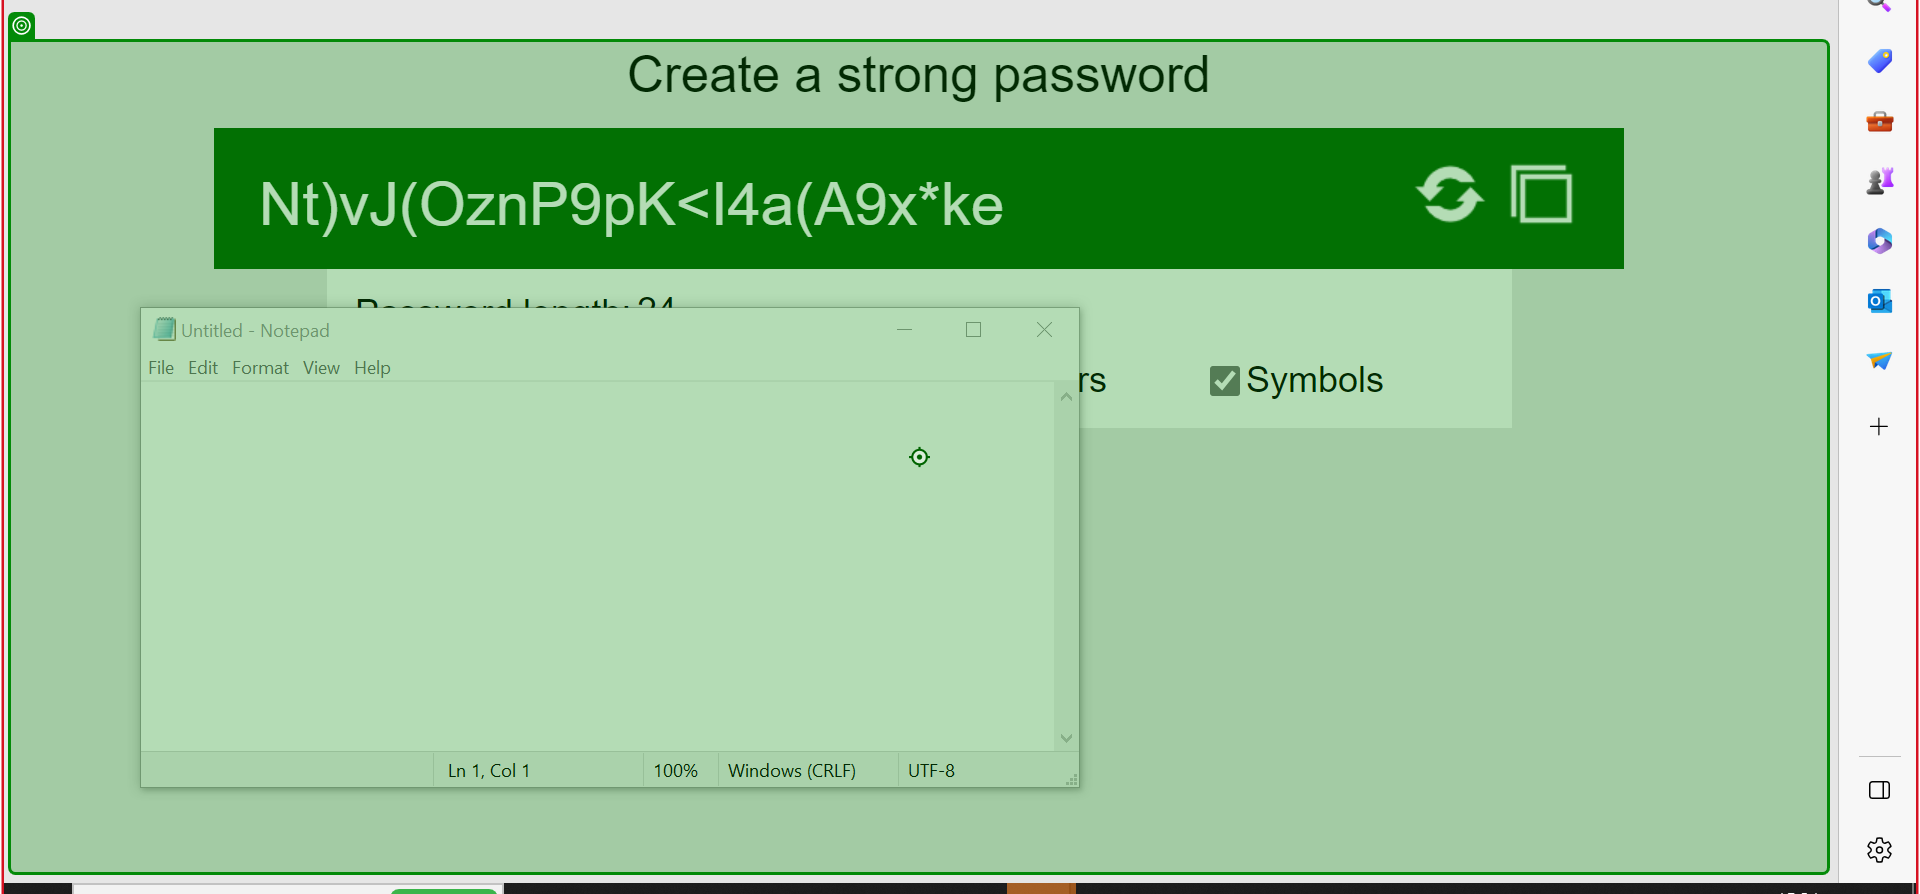 Create a strong password
Nt)vJ(OznP9pK<I4a(A9x*ke
Password length: 24
Untitled - Notepad
File Edit Format View Help
rs
Symbols
Ln 1, Col 1
100%
Windows (CRLF)
UTF-8